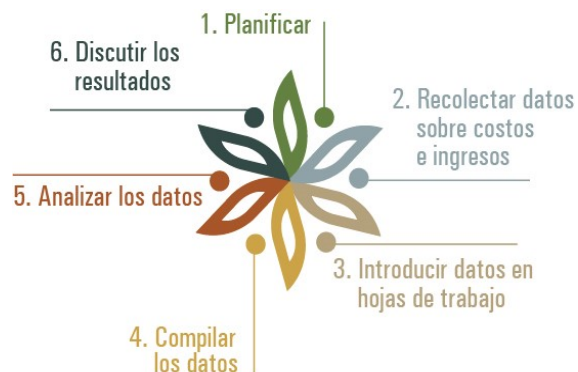 1. Planificar
2. Recolectar datos
sobre costos
e ingresos
3. Introducir datos en
hojas de trabajo
4. Compilar
los datos
5. Analizar los datos
6. Discutir los
resultados